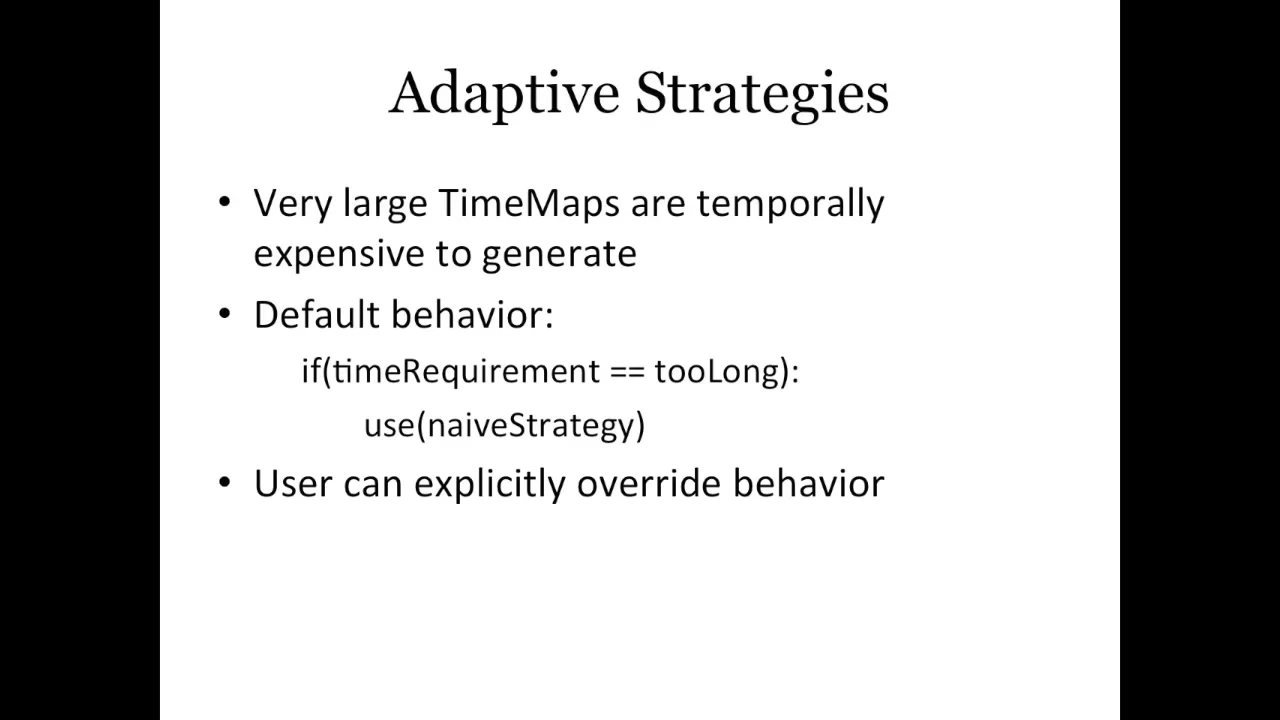 Adaptive Strategies
• Very large TimeMaps are temporally
expensive to generate
• Default behavior:
if(timeRequirement == tooLong):
use(naiveStrategy)
• User can explicitly override behavior